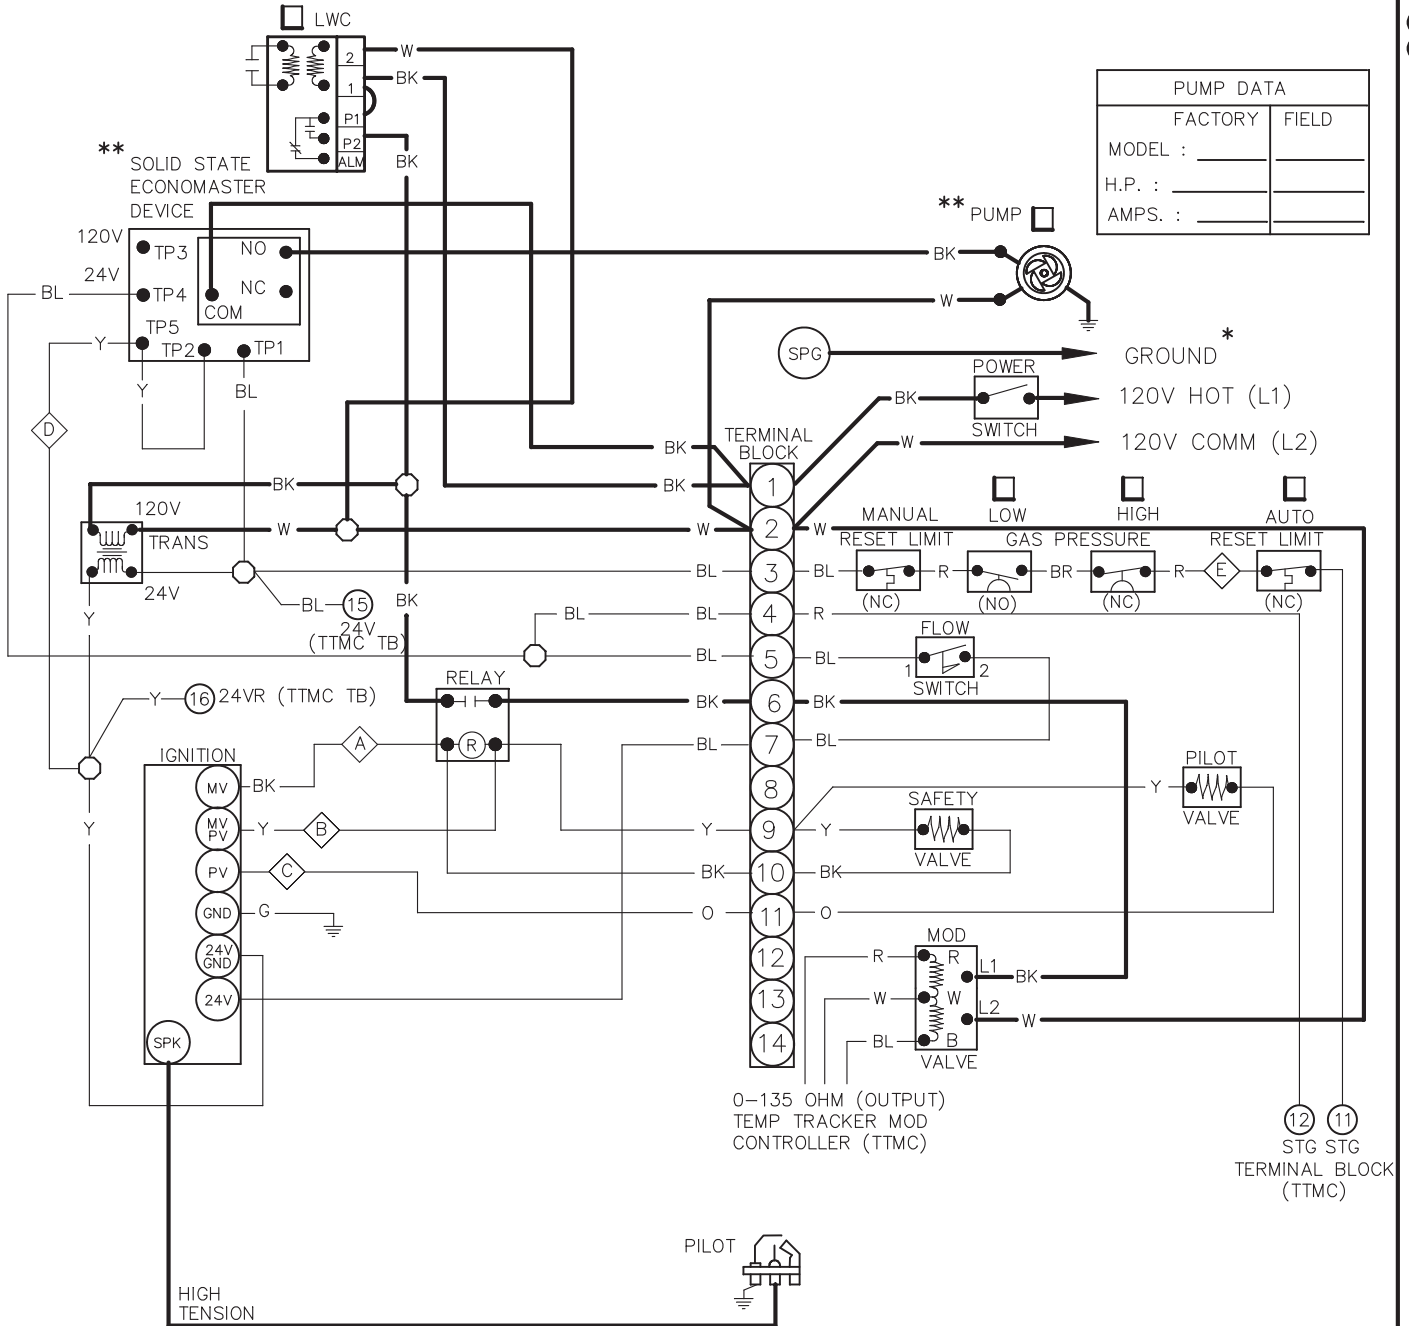 LWC
2
W
BK
1
P1
P2
ALM
BK
PUMP DATA
FACTORY FIELD
MODEL :
H.P. :
AMPS. :
** SOLID STATE
ECONOMASTER
DEVICE
** PUMP
120V
TP3
NO
BK
24V
BL
TP4
NC
COM
W
TP5
Y
TP2
TP1
SPG
GROUND *
POWER
Y
BL
BK
120V HOT (L1)
SWITCH
D
TERMINAL
BLOCK
BK
W
120V COMM (L2)
BK
BK
1
120V
TRANS
W
W
2
W
MANUAL
RESET LIMIT
LOW
HIGH
GAS PRESSURE
AUTO
RESET LIMIT
24V
BL
3
BL
R
BR
R
E
(NC)
(NO)
(NC)
(NC)
Y
BL
15
24V
(TTMC TB)
BK
BL
BL
4
R
FLOW
BL
5
BL
1
2
SWITCH
RELAY
Y
16
24VR (TTMC TB)
BK
6
BK
A
R
BL
7
BL
IGNITION
MV
BK
8
Y
PILOT
VALVE
Y
MV
PV
Y
B
Y
9
Y
SAFETY
VALVE
PV
C
BK
10
BK
GND
G
O
11
O
24V
GND
12
MOD
R
R
L1
BK
24V
13
W
W
L2
W
SPK
14
BL
B
VALVE
0-135 OHM (OUTPUT)
TEMP TRACKER MOD
CONTROLLER (TTMC)
12
11
STG STG
TERMINAL BLOCK
(TTMC)
PILOT
HIGH
TENSION